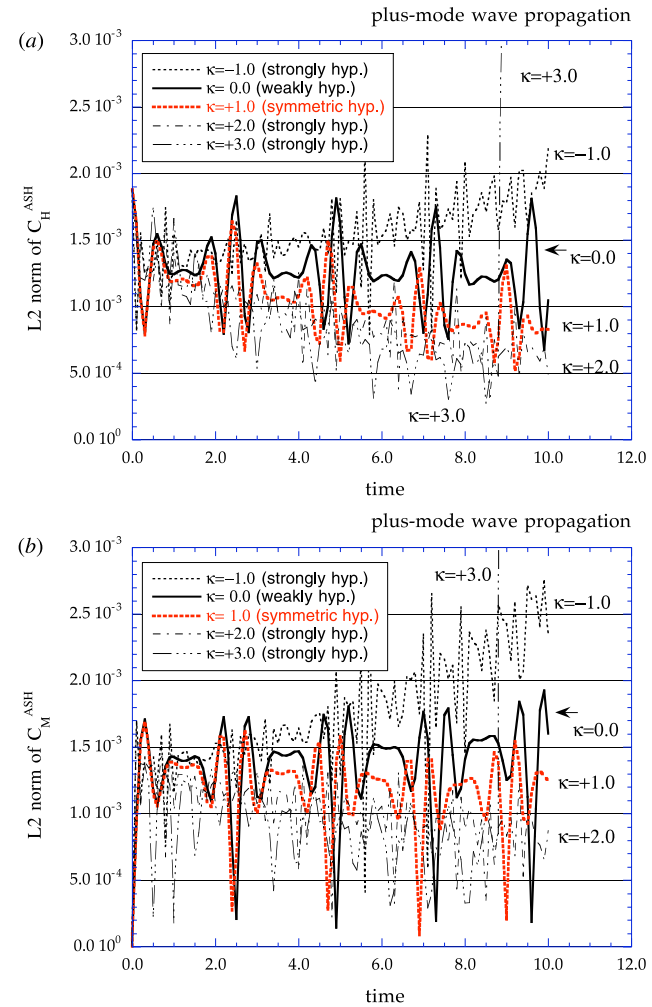 plus-mode wave propagation
(a)
3.0 10⁻³
2.5 10⁻³
2.0 10⁻³
1.5 10⁻³
1.0 10⁻³
5.0 10⁻⁴
0.0 10⁰
L2 norm of C_H^ASH
κ=−1.0 (strongly hyp.)
κ= 0.0 (weakly hyp.)
κ=+1.0 (symmetric hyp.)
κ=+2.0 (strongly hyp.)
κ=+3.0 (strongly hyp.)
κ=+3.0
κ=−1.0
κ=0.0
κ=+1.0
κ=+2.0
κ=+3.0
0.0 2.0 4.0 6.0 8.0 10.0 12.0
time
plus-mode wave propagation
(b)
3.0 10⁻³
2.5 10⁻³
2.0 10⁻³
1.5 10⁻³
1.0 10⁻³
5.0 10⁻⁴
0.0 10⁰
L2 norm of C_M^ASH
κ=−1.0 (strongly hyp.)
κ= 0.0 (weakly hyp.)
κ= 1.0 (symmetric hyp.)
κ=+2.0 (strongly hyp.)
κ=+3.0 (strongly hyp.)
κ=+3.0
κ=−1.0
κ=0.0
κ=+1.0
κ=+2.0
0.0 2.0 4.0 6.0 8.0 10.0 12.0
time